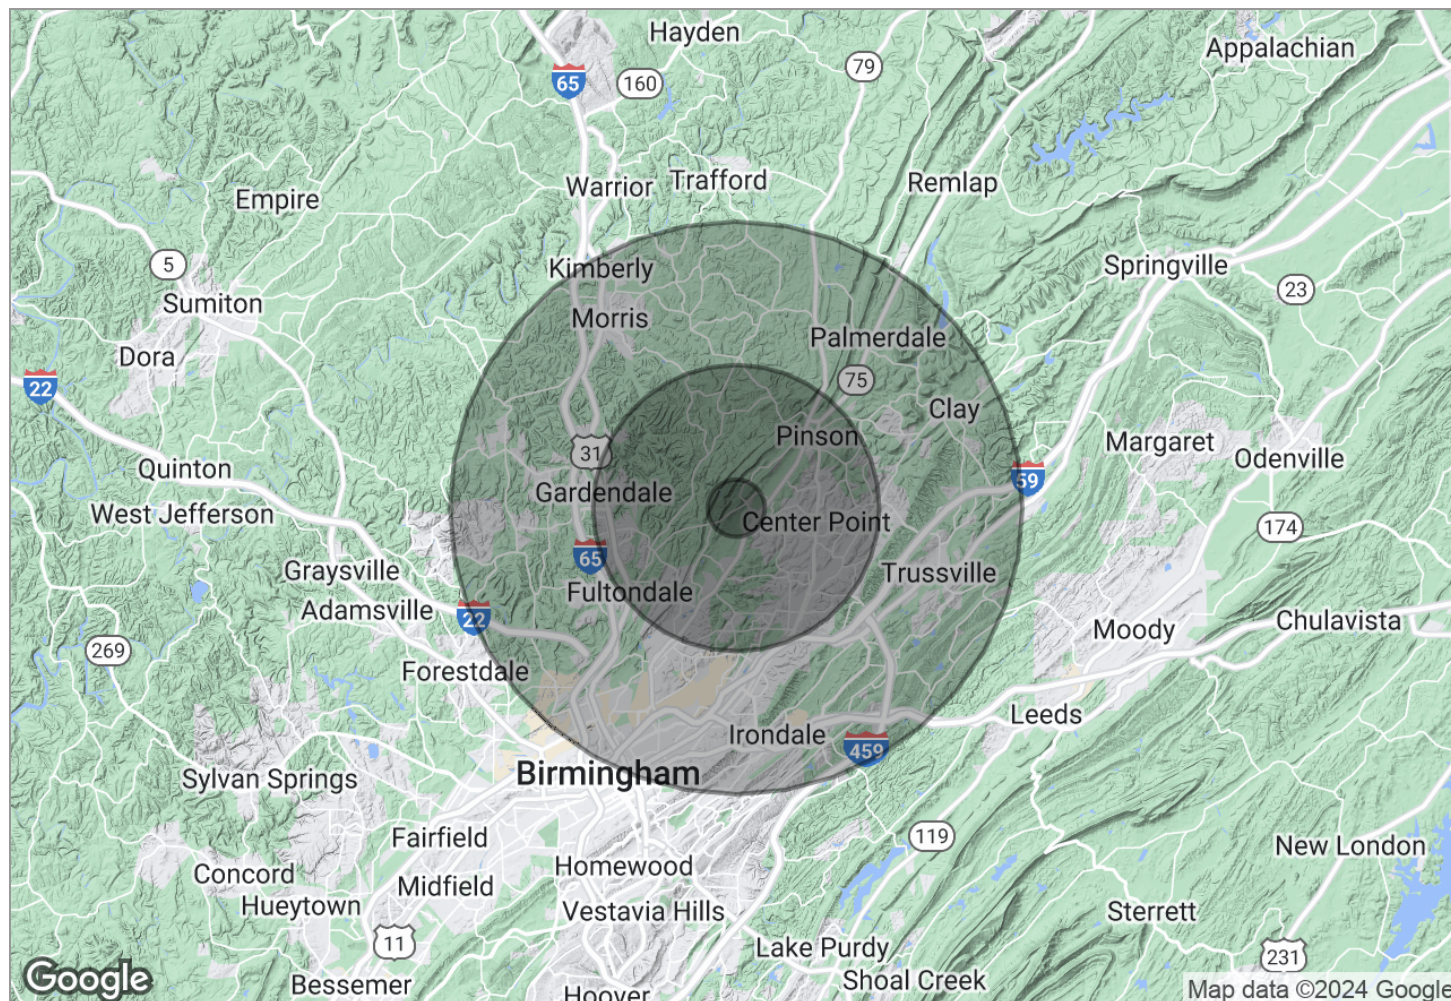 Hayden
Appalachian
79
65
160
Warrior
Trafford
Remlap
Empire
5
Kimberly
Springville
23
Sumiton
Morris
Palmerdale
Dora
22
75
Clay
Pinson
Margaret
31
Odenville
Quinton
59
Gardendale
West Jefferson
Center Point
174
65
Graysville
Trussville
Fultondale
Adamsville
22
Chulavista
Moody
269
Forestdale
Leeds
Irondale
459
Birmingham
Sylvan Springs
Fairfield
119
New London
Homewood
Concord
Midfield
Hueytown
Vestavia Hills
Sterrett
11
Lake Purdy
231
Google
Bessemer
Shoal Creek
Hoover
Map data ©2024 Google